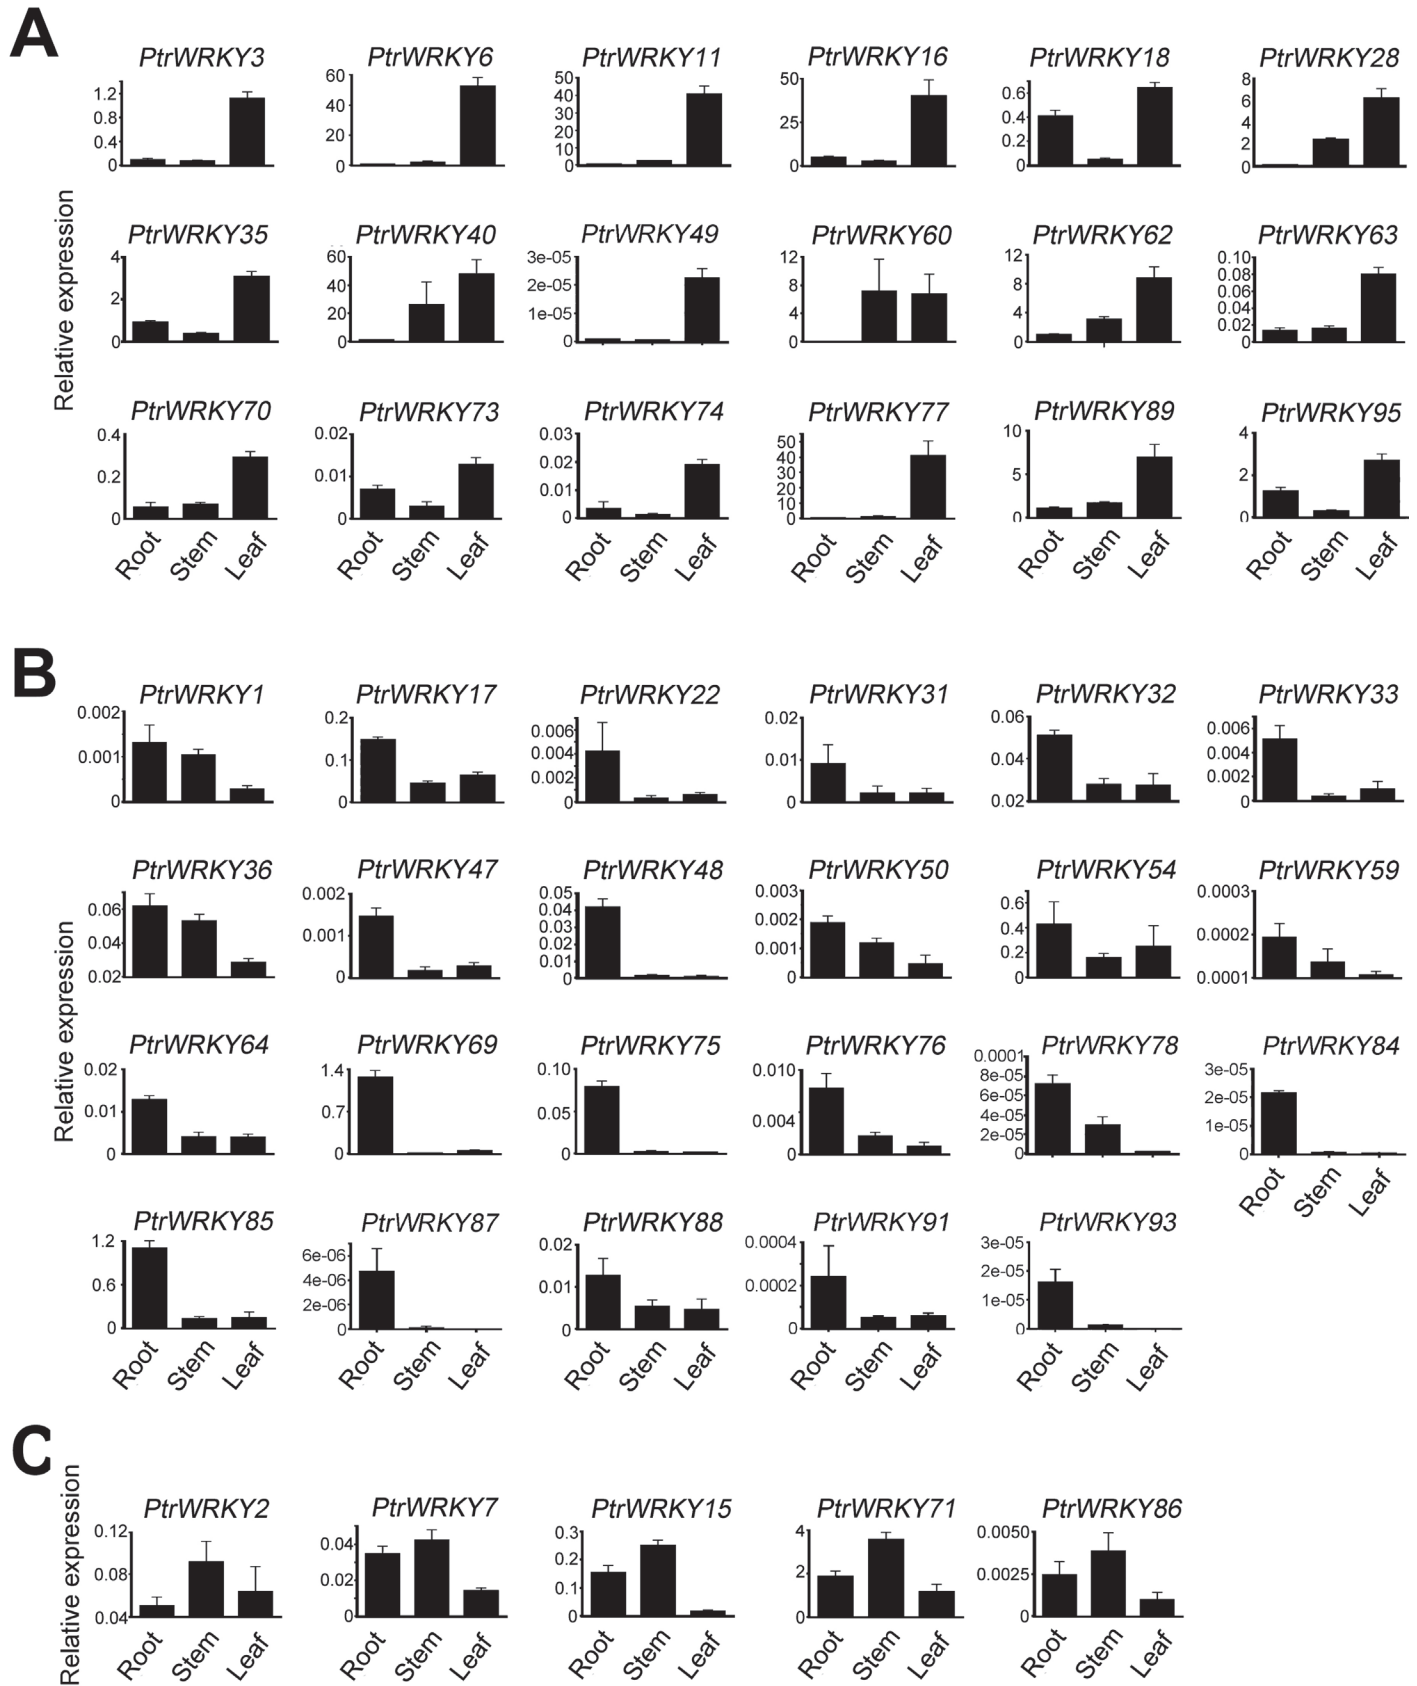 A
PtrWRKY3 PtrWRKY6 PtrWRKY11 PtrWRKY16 PtrWRKY18 PtrWRKY28
1.2 0.8 0.4 0
60 40 20 0
50 40 30 20 10 0
50 25 0
0.6 0.4 0.2 0
8 6 4 2 0
Relative expression
PtrWRKY35 PtrWRKY40 PtrWRKY49 PtrWRKY60 PtrWRKY62 PtrWRKY63
4 2 0
60 40 20 0
3e-05 2e-05 1e-05 0
12 8 4 0
12 8 4 0
0.10 0.08 0.06 0.04 0.02 0
PtrWRKY70 PtrWRKY73 PtrWRKY74 PtrWRKY77 PtrWRKY89 PtrWRKY95
0.4 0.2 0
0.02 0.01 0
0.03 0.02 0.01 0
50 40 30 20 10 0
10 5 0
4 2 0
Root Stem Leaf Root Stem Leaf Root Stem Leaf Root Stem Leaf Root Stem Leaf Root Stem Leaf
B
PtrWRKY1 PtrWRKY17 PtrWRKY22 PtrWRKY31 PtrWRKY32 PtrWRKY33
0.002 0.001 0
0.2 0.1 0
0.006 0.004 0.002 0
0.02 0.01 0
0.06 0.04 0.02
0.006 0.004 0.002 0
Relative expression
PtrWRKY36 PtrWRKY47 PtrWRKY48 PtrWRKY50 PtrWRKY54 PtrWRKY59
0.06 0.04 0.02
0.002 0.001 0
0.05 0.04 0.03 0.02 0.01 0
0.003 0.002 0.001 0
0.6 0.4 0.2 0
0.0003 0.0002 0.0001
PtrWRKY64 PtrWRKY69 PtrWRKY75 PtrWRKY76 PtrWRKY78 PtrWRKY84
0.02 0.01 0
1.4 0.7 0
0.10 0.05 0
0.010 0.004 0
0.0001 8e-05 6e-05 4e-05 2e-05 0
3e-05 2e-05 1e-05 0
Root Stem Leaf
PtrWRKY85 PtrWRKY87 PtrWRKY88 PtrWRKY91 PtrWRKY93
1.2 0.6 0
6e-06 4e-06 2e-06 0
0.02 0.01 0
0.0004 0.0002 0
3e-05 2e-05 1e-05 0
Root Stem Leaf Root Stem Leaf Root Stem Leaf Root Stem Leaf Root Stem Leaf
C
Relative expression
PtrWRKY2 PtrWRKY7 PtrWRKY15 PtrWRKY71 PtrWRKY86
0.12 0.08 0.04
0.04 0.02 0
0.3 0.2 0.1 0
4 2 0
0.0050 0.0025 0
Root Stem Leaf Root Stem Leaf Root Stem Leaf Root Stem Leaf Root Stem Leaf